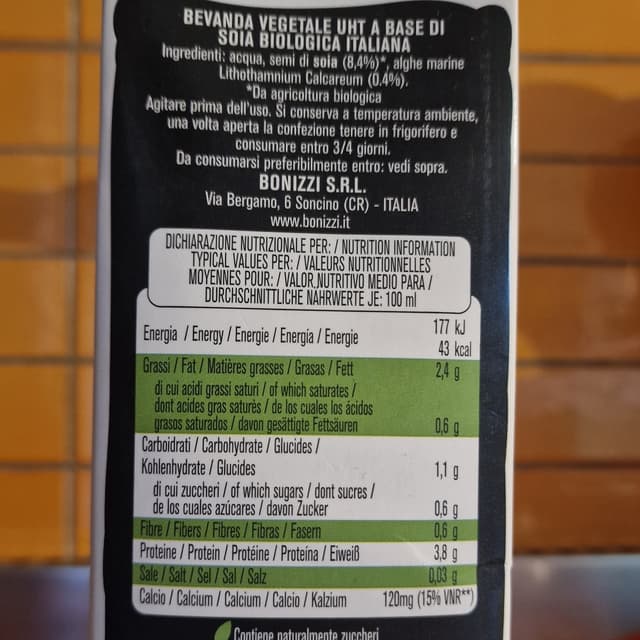 BEVANDA VEGETALE UHT A BASE DI
SOIA BIOLOGICA ITALIANA
Ingredienti: acqua, semi di soia (8,4%)*, alghe marine
Lithothamnium Calcareum (0,4%).
*Da agricoltura biologica
Agitare prima dell'uso. Si conserva a temperatura ambiente,
una volta aperta la confezione tenere in frigorifero e
consumare entro 3/4 giorni.
Da consumarsi preferibilmente entro: vedi sopra.
BONIZZI S.R.L.
Via Bergamo, 6 Soncino (CR) - ITALIA
www.bonizzi.it
DICHIARAZIONE NUTRIZIONALE PER: / NUTRITION INFORMATION
TYPICAL VALUES PER: / VALEURS NUTRITIONNELLES
MOYENNES POUR: / VALOR NUTRITIVO MEDIO PARA /
DURCHSCHNITTLICHE NAHRWERTE JE: 100 ml
Energia / Energy / Energie / Energía / Energie 177 kJ
43 kcal
Grassi / Fat / Matières grasses / Grasas / Fett 2,4 g
di cui acidi grassi saturi / of which saturates /
dont acides gras saturès / de los cuales los ácidos
grasos saturados / davon gesättigte Fettsäuren 0,6 g
Carboidrati / Carbohydrate / Glucides /
Kohlenhydrate / Glucides 1,1 g
di cui zuccheri / of which sugars / dont sucres /
de los cuales azúcares / davon Zucker 0,6 g
Fibre / Fibers / Fibres / Fibras / Fasern 0,6 g
Proteine / Protein / Protéine / Proteína / Eiweiß 3,8 g
Sale / Salt / Sel / Sal / Salz 0,03 g
Calcio / Calcium / Calcium / Calcio / Kalzium 120mg (15% VNR**)
Contiene naturalmente zuccheri